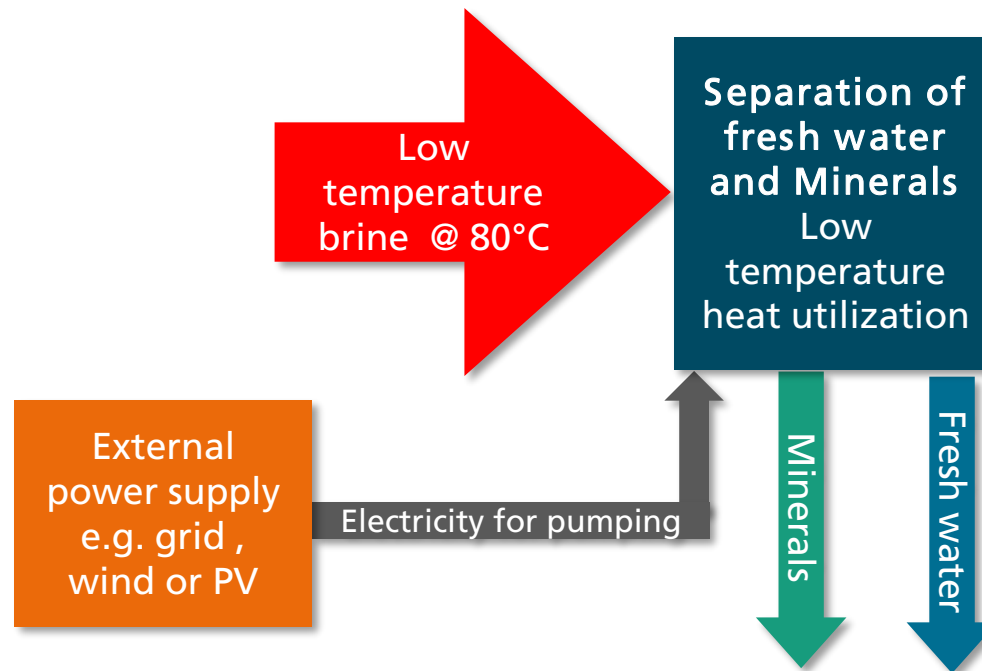 Low
temperature
brine @ 80°C
Separation of
fresh water
and Minerals
Low
temperature
heat utilization
External
power supply
e.g. grid ,
wind or PV
Electricity for pumping
Minerals
Fresh water